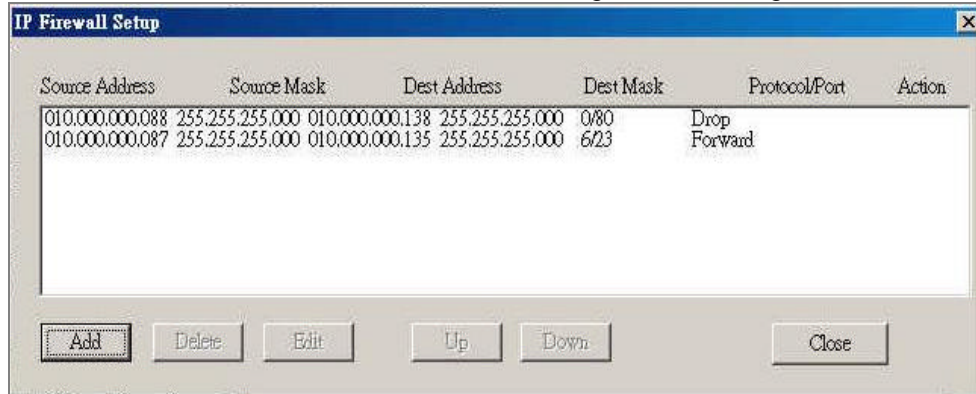 IP Firewall Setup
Source Address Source Mask Dest Address Dest Mask Protocol/Port Action
010.000.000.088 255.255.255.000 010.000.000.138 255.255.255.000 0/80 Drop
010.000.000.087 255.255.255.000 010.000.000.135 255.255.255.000 6/23 Forward
Add Delete Edit Up Down Close